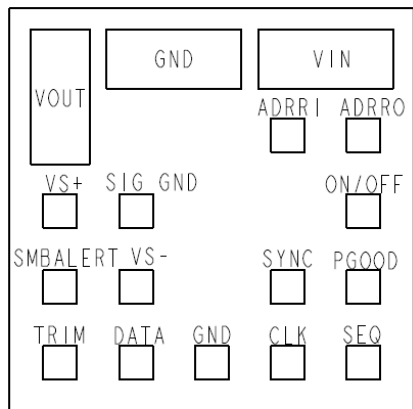 GND VIN
VOUT
ADRRI ADRRO
VS+ SIG GND ON/OFF
SMBALERT VS- SYNC PGOOD
TRIM DATA GND CLK SEQ